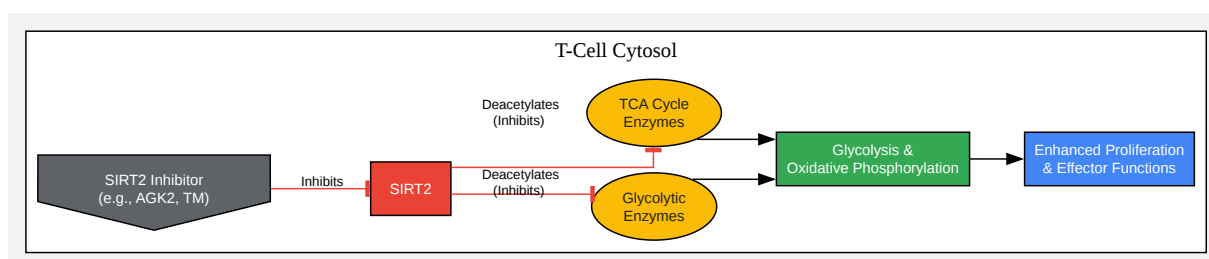 T-Cell Cytosol
SIRT2 Inhibitor
(e.g., AGK2, TM)
Inhibits
SIRT2
Deacetylates
(Inhibits)
Deacetylates
(Inhibits)
TCA Cycle
Enzymes
Glycolytic
Enzymes
Glycolysis &
Oxidative Phosphorylation
Enhanced Proliferation
& Effector Functions